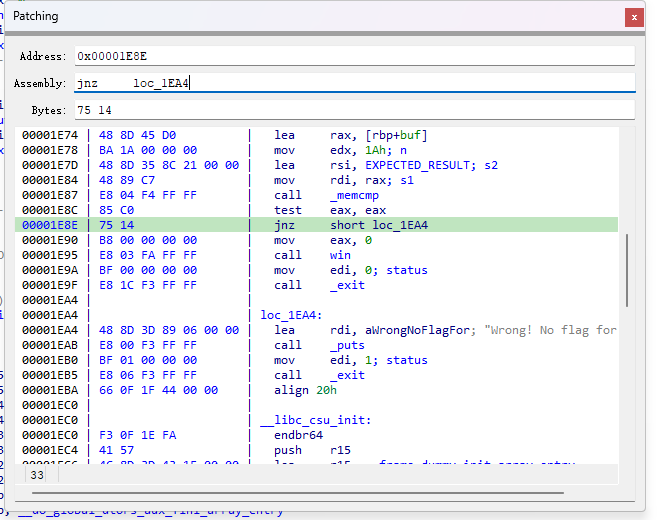 Patching
Address: 0x00001E8E
Assembly: jnz loc_1EA4
Bytes: 75 14
00001E74 | 48 8D 45 D0 | lea rax, [rbp+buf]
00001E78 | BA 1A 00 00 00 | mov edx, 1Ah; n
00001E7D | 48 8D 35 8C 21 00 00 | lea rsi, EXPECTED_RESULT; s2
00001E84 | 48 89 C7 | mov rdi, rax; s1
00001E87 | E8 04 F4 FF FF | call _memcmp
00001E8C | 85 C0 | test eax, eax
00001E8E | 75 14 | jnz short loc_1EA4
00001E90 | B8 00 00 00 00 | mov eax, 0
00001E95 | E8 03 FA FF FF | call win
00001E9A | BF 00 00 00 00 | mov edi, 0; status
00001E9F | E8 1C F3 FF FF | call _exit
00001EA4 | |
00001EA4 | | loc_1EA4:
00001EA4 | 48 8D 3D 89 06 00 00 | lea rdi, aWrongNoFlagFor; "Wrong! No flag for
00001EAB | E8 00 F3 FF FF | call _puts
00001EB0 | BF 01 00 00 00 | mov edi, 1; status
00001EB5 | E8 06 F3 FF FF | call _exit
00001EBA | 66 0F 1F 44 00 00 | align 20h
00001EC0 | |
00001EC0 | | __libc_csu_init:
00001EC0 | F3 0F 1E FA | endbr64
00001EC4 | 41 57 | push r15
33